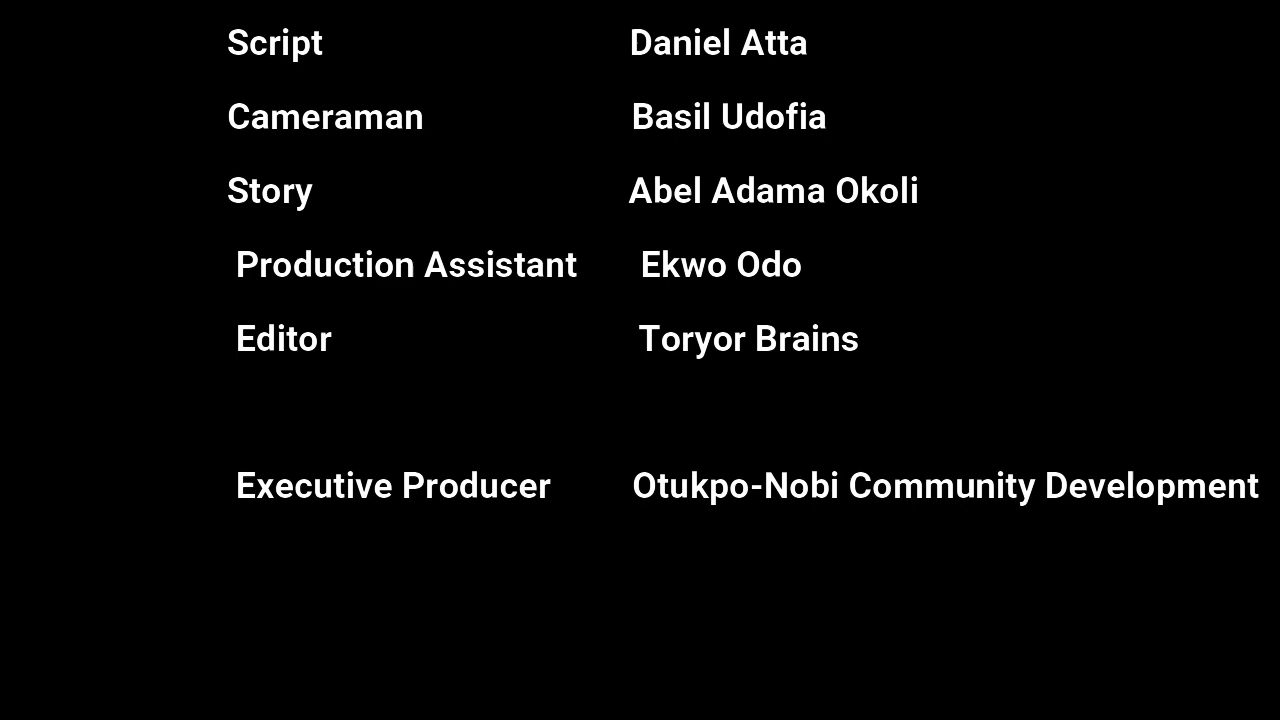 Script Daniel Atta
Cameraman Basil Udofia
Story Abel Adama Okoli
Production Assistant Ekwo Odo
Editor Toryor Brains
Executive Producer Otukpo-Nobi Community Development